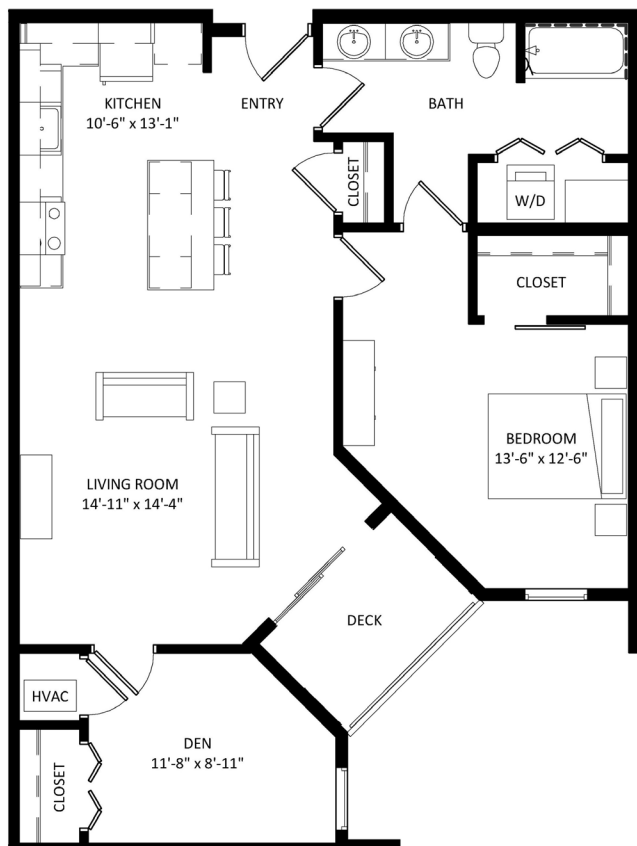 KITCHEN
10'-6" x 13'-1"
ENTRY
BATH
CLOSET
W/D
CLOSET
BEDROOM
13'-6" x 12'-6"
LIVING ROOM
14'-11" x 14'-4"
DECK
HVAC
DEN
11'-8" x 8'-11"
CLOSET